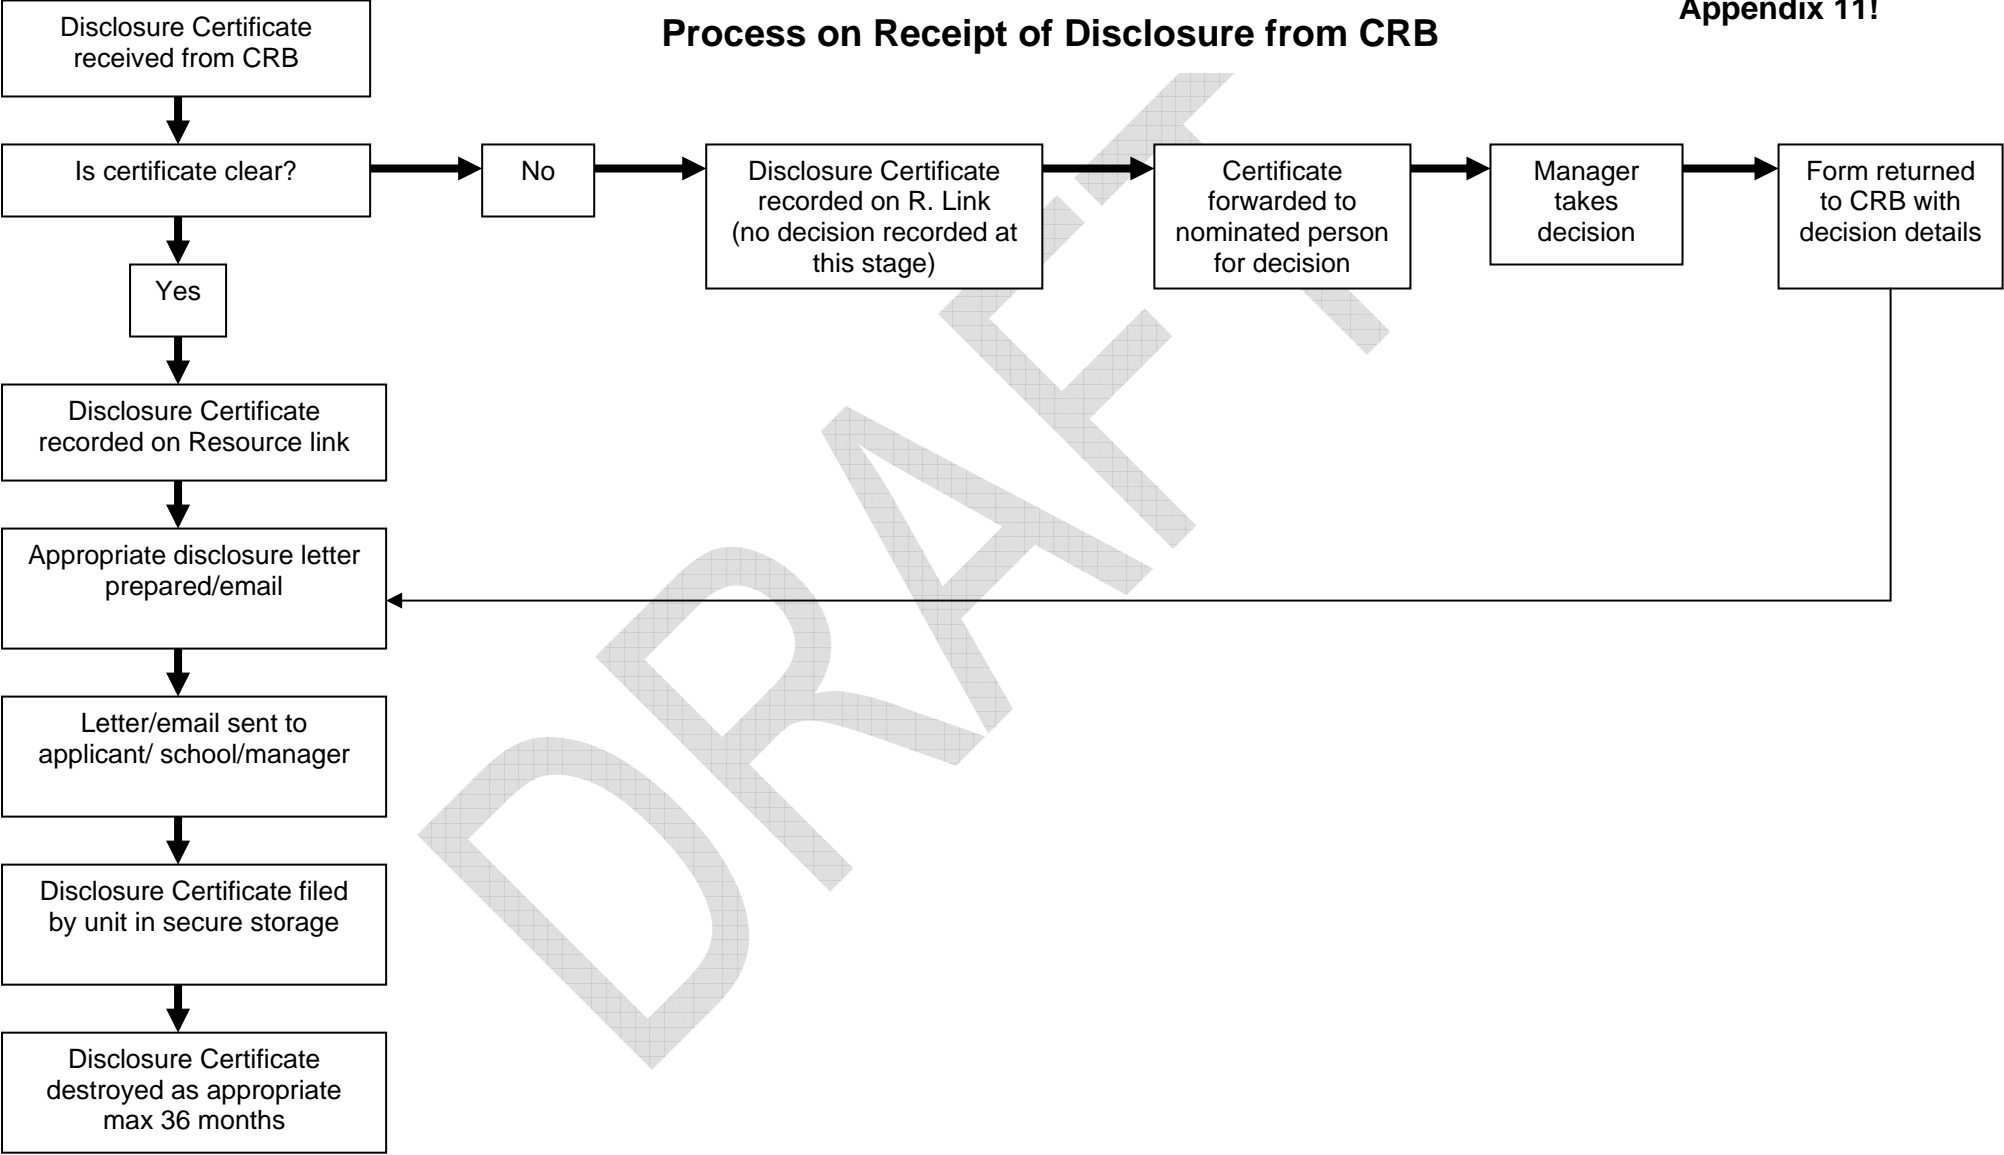 Appendix 11!
Process on Receipt of Disclosure from CRB
Disclosure Certificate
received from CRB
Is certificate clear?
No
Disclosure Certificate
recorded on R. Link
(no decision recorded at
this stage)
Certificate
forwarded to
nominated person
for decision
Manager
takes
decision
Form returned
to CRB with
decision details
Yes
Disclosure Certificate
recorded on Resource link
Appropriate disclosure letter
prepared/email
Letter/email sent to
applicant/ school/manager
Disclosure Certificate filed
by unit in secure storage
Disclosure Certificate
destroyed as appropriate
max 36 months
DRAFT